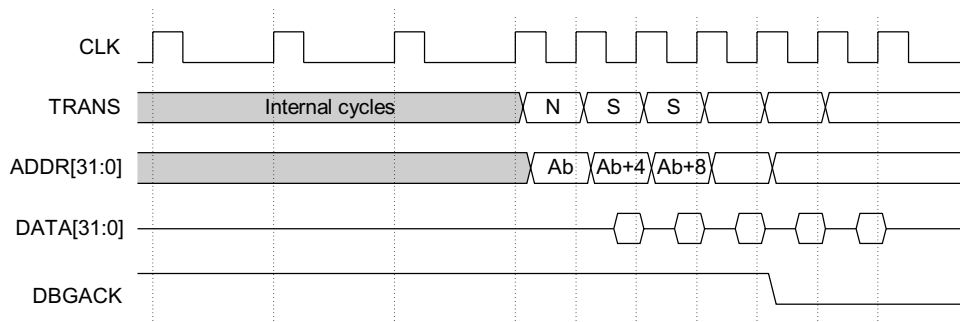 CLK
TRANS Internal cycles N S S
ADDR[31:0] Ab Ab+4 Ab+8
DATA[31:0]
DBGACK